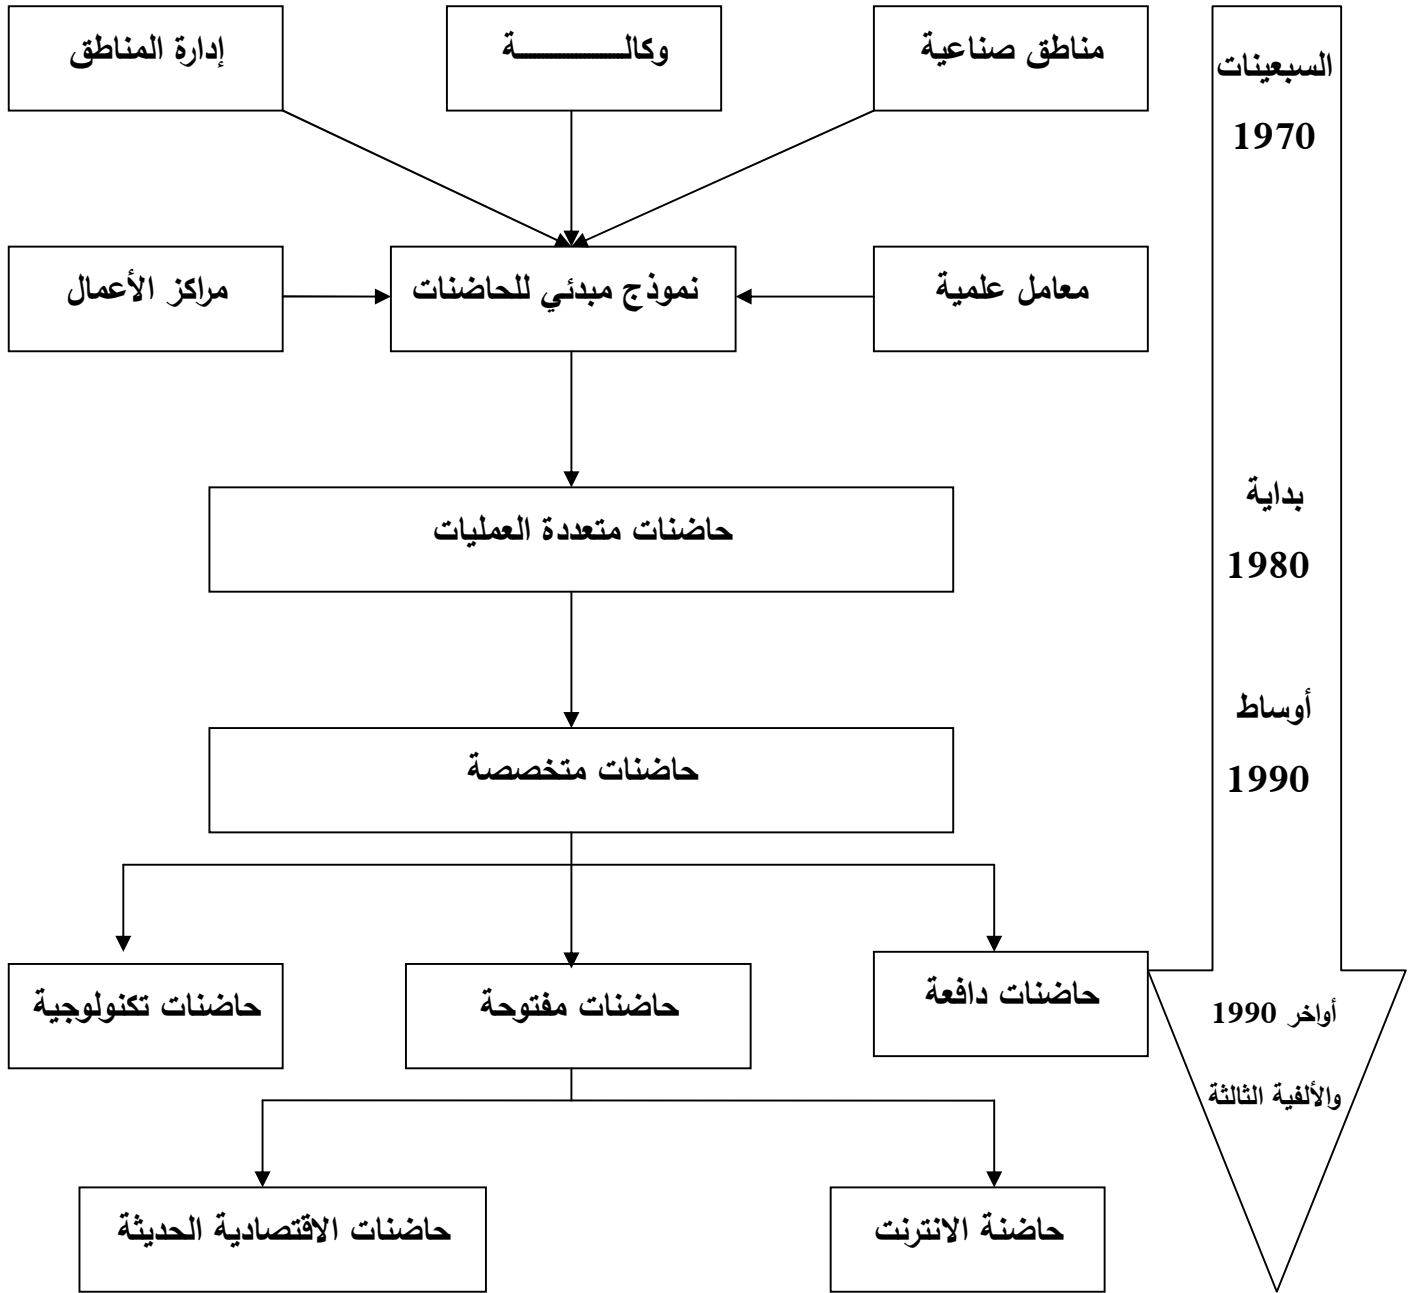 مناطق صناعية
وكالـــــــــــــــة
إدارة المناطق
معامل علمية
نموذج مبدئي للحاضنات
مراكز الأعمال
حاضنات متعددة العمليات
حاضنات متخصصة
حاضنات دافعة
حاضنات مفتوحة
حاضنات تكنولوجية
حاضنة الانترنت
حاضنات الاقتصادية الحديثة
السبعينات
1970
بداية
1980
أوساط
1990
أواخر 1990
والألفية الثالثة